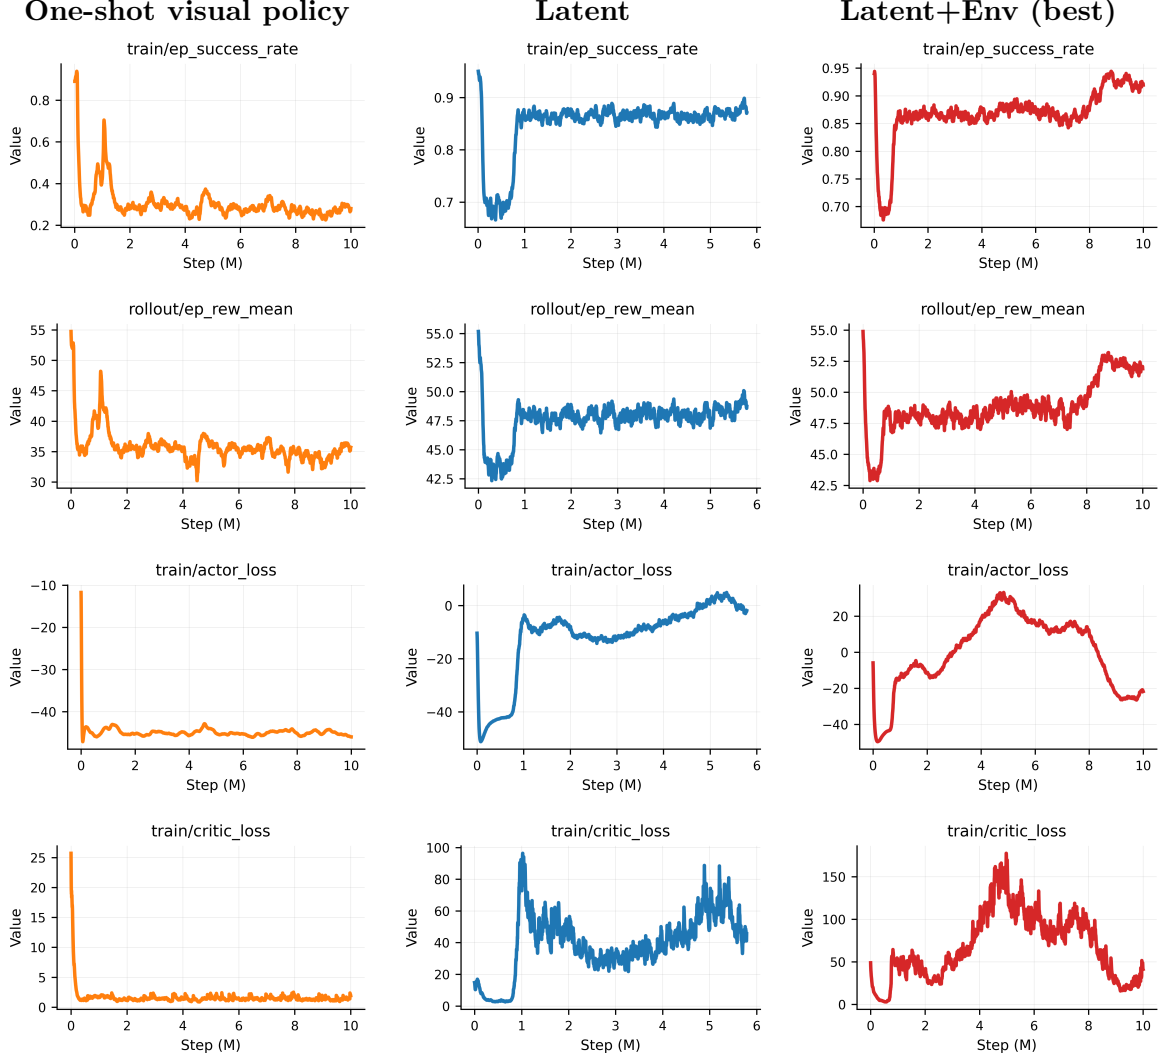 One-shot visual policy
Latent
Latent+Env (best)
train/ep_success_rate
train/ep_success_rate
train/ep_success_rate
Value
0.8
0.6
0.4
0.2
0 2 4 6 8 10
Step (M)
Value
0.9
0.8
0.7
0 1 2 3 4 5 6
Step (M)
Value
0.95
0.90
0.85
0.80
0.75
0.70
0 2 4 6 8 10
Step (M)
rollout/ep_rew_mean
rollout/ep_rew_mean
rollout/ep_rew_mean
Value
55
50
45
40
35
30
0 2 4 6 8 10
Step (M)
Value
55.0
52.5
50.0
47.5
45.0
42.5
0 1 2 3 4 5 6
Step (M)
Value
55.0
52.5
50.0
47.5
45.0
42.5
0 2 4 6 8 10
Step (M)
train/actor_loss
train/actor_loss
train/actor_loss
Value
−10
−20
−30
−40
0 2 4 6 8 10
Step (M)
Value
0
−20
−40
0 1 2 3 4 5 6
Step (M)
Value
20
0
−20
−40
0 2 4 6 8 10
Step (M)
train/critic_loss
train/critic_loss
train/critic_loss
Value
25
20
15
10
5
0
0 2 4 6 8 10
Step (M)
Value
100
80
60
40
20
0
0 1 2 3 4 5 6
Step (M)
Value
150
100
50
0
0 2 4 6 8 10
Step (M)